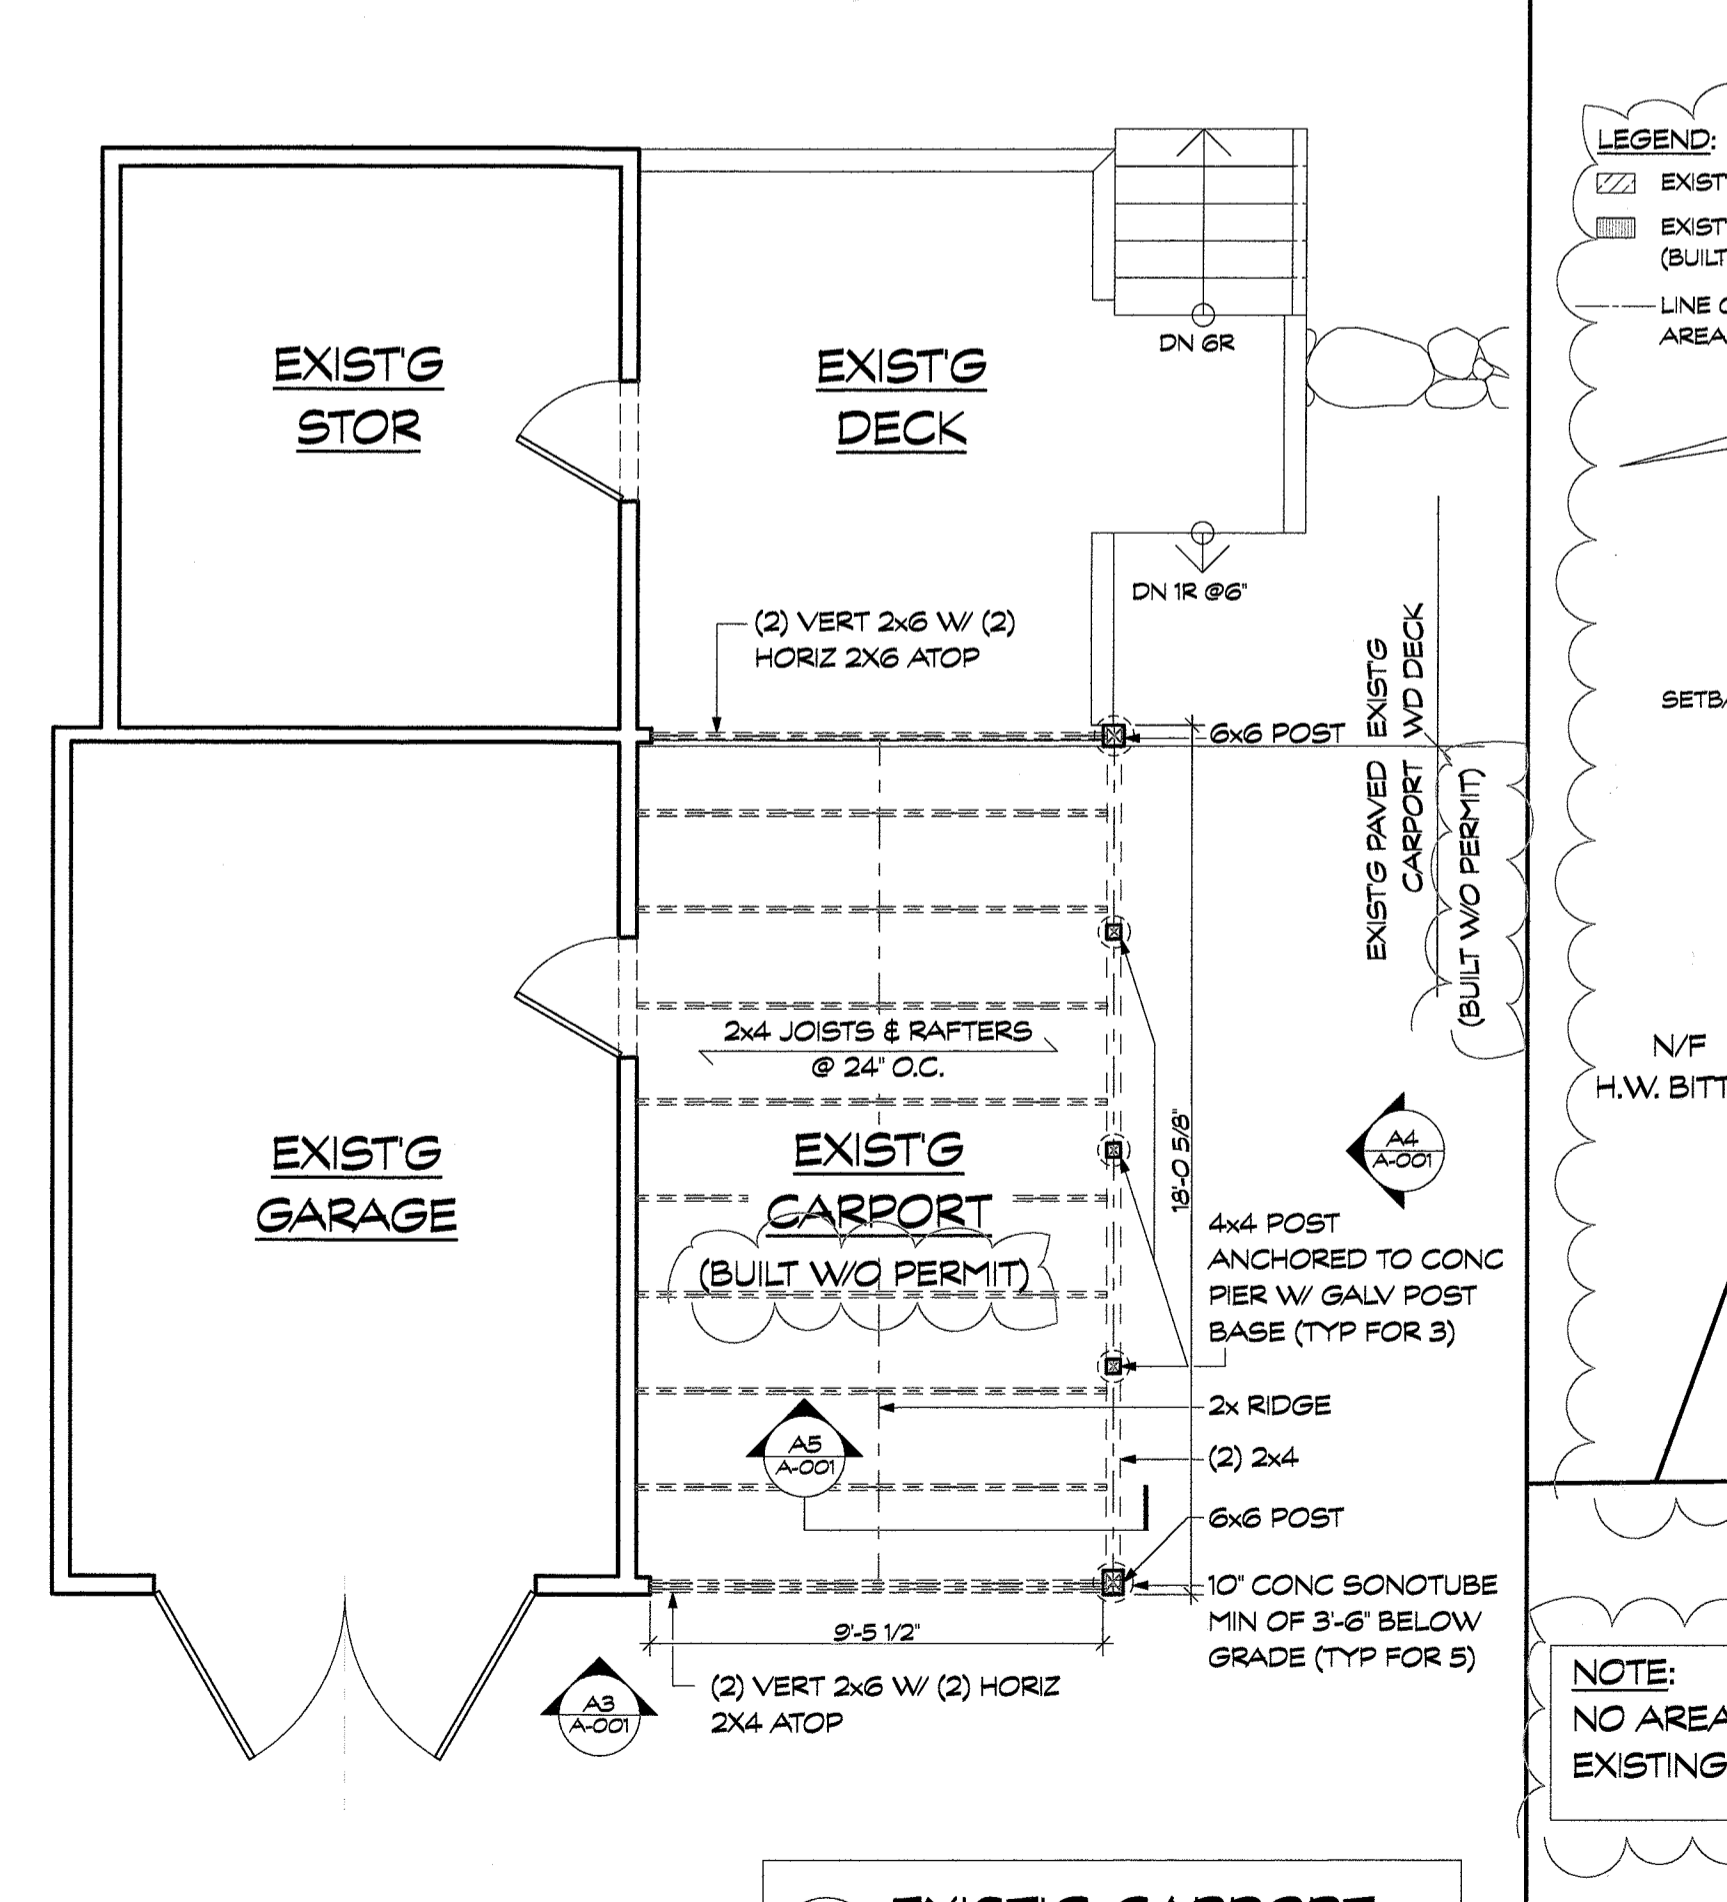 EXIST'G
STOR
EXIST'G
DECK
DN 6R
DN 1R @6"
(2) VERT 2x6 W/ (2)
HORIZ 2X6 ATOP
6x6 POST
EXIST'G PAVED
CARPORT
EXIST'G
WD DECK
(BUILT W/O PERMIT)
2x4 JOISTS & RAFTERS
@ 24" O.C.
EXIST'G
GARAGE
EXIST'G
CARPORT
(BUILT W/O PERMIT)
18'-0 5/8"
A4
A-001
4x4 POST
ANCHORED TO CONC
PIER W/ GALV POST
BASE (TYP FOR 3)
2x RIDGE
(2) 2x4
A5
A-001
6x6 POST
10" CONC SONOTUBE
MIN OF 3'-6" BELOW
GRADE (TYP FOR 5)
9'-5 1/2"
(2) VERT 2x6 W/ (2) HORIZ
2X4 ATOP
A3
A-001
LEGEND:
EXIST'
EXIST'
(BUILT
LINE
AREA
SETBA
N/F
H.W. BITT
NOTE:
NO AREA
EXISTING
EXIST'G CARPORT